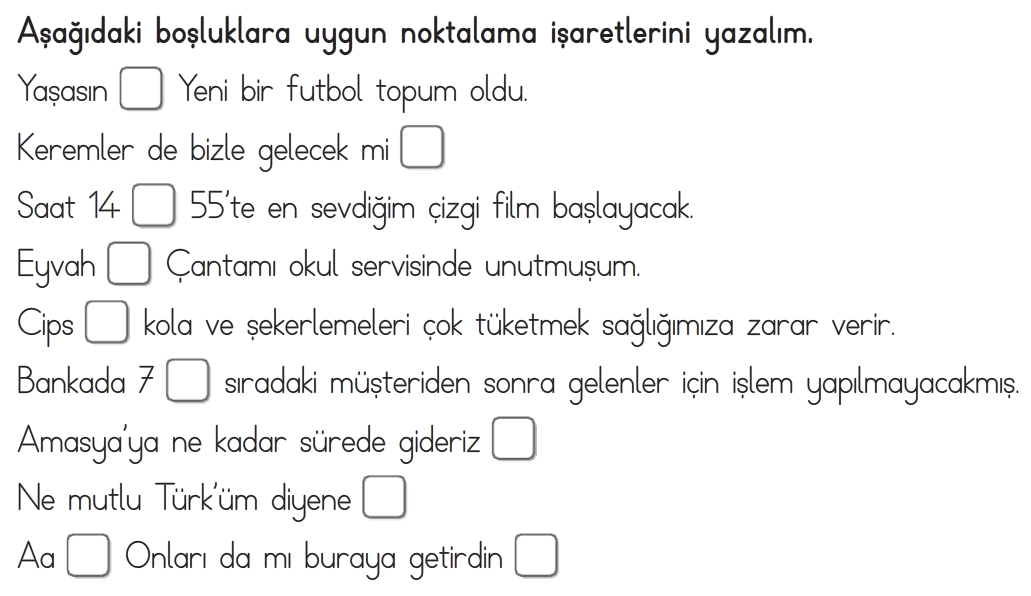 Aşağıdaki boşluklara uygun noktalama işaretlerini yazalım.
Yaşasın Yeni bir futbol topum oldu.
Keremler de bizle gelecek mi
Saat 14 55'te en sevdiğim çizgi film başlayacak.
Eyvah Çantamı okul servisinde unutmuşum.
Cips kola ve şekerlemeleri çok tüketmek sağlığımıza zarar verir.
Bankada 7 sıradaki müşteriden sonra gelenler için işlem yapılmayacakmış.
Amasya'ya ne kadar sürede gideriz
Ne mutlu Türk'üm diyene
Aa Onları da mı buraya getirdin